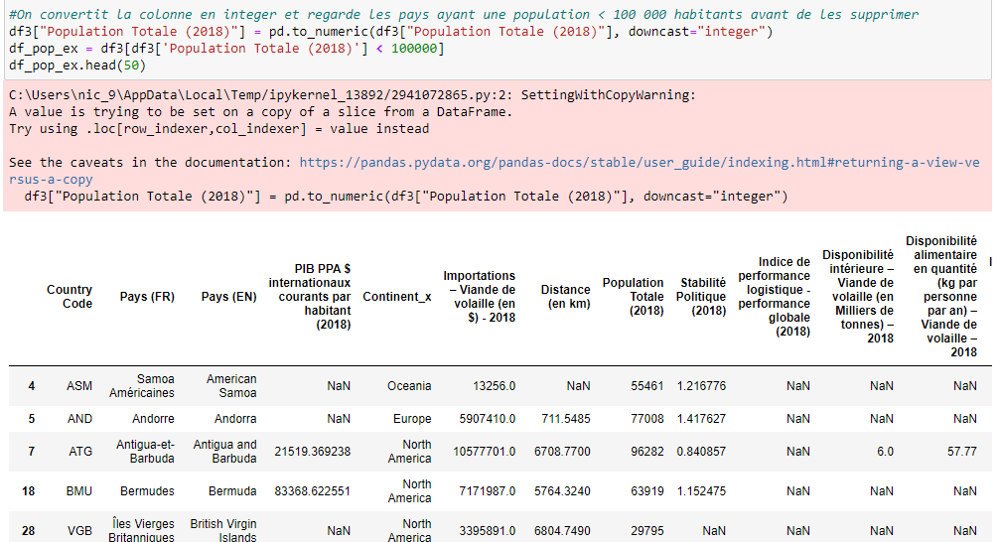 #On convertit la colonne en integer et regarde les pays ayant une population < 100 000 habitants avant de les supprimer
df3["Population Totale (2018)"] = pd.to_numeric(df3["Population Totale (2018)"], downcast="integer")
df_pop_ex = df3[df3['Population Totale (2018)'] < 100000]
df_pop_ex.head(50)
C:\Users\nic_9\AppData\Local\Temp/ipykernel_13892/2941072865.py:2: SettingWithCopyWarning:
A value is trying to be set on a copy of a slice from a DataFrame.
Try using .loc[row_indexer,col_indexer] = value instead
See the caveats in the documentation: https://pandas.pydata.org/pandas-docs/stable/user_guide/indexing.html#returning-a-view-ve
rsus-a-copy
df3["Population Totale (2018)"] = pd.to_numeric(df3["Population Totale (2018)"], downcast="integer")
Country
Code
Pays (FR)
Pays (EN)
PIB PPA $
internationaux
courants par
habitant
(2018)
Continent_x
Importations
– Viande de
volaille (en
$) - 2018
Distance
(en km)
Population
Totale
(2018)
Stabilité
Politique
(2018)
Indice de
performance
logistique -
performance
globale
(2018)
Disponibilité
intérieure –
Viande de
volaille (en
Milliers de
tonnes) –
2018
Disponibilité
alimentaire
en quantité
(kg par
personne
par an) –
Viande de
volaille –
2018
4 ASM Samoa Américaines American Samoa NaN Oceania 13256.0 NaN 55461 1.216776 NaN NaN NaN
5 AND Andorre Andorra NaN Europe 5907410.0 711.5485 77008 1.417627 NaN NaN NaN
7 ATG Antigua-et-Barbuda Antigua and Barbuda 21519.369238 North America 10577701.0 6708.7700 96282 0.840857 NaN 6.0 57.77
18 BMU Bermudes Bermuda 83368.622551 North America 7171987.0 5764.3240 63919 1.152475 NaN NaN NaN
28 VGB Îles Vierges Britanniques British Virgin Islands NaN North America 3395891.0 6804.7490 29795 NaN NaN NaN NaN